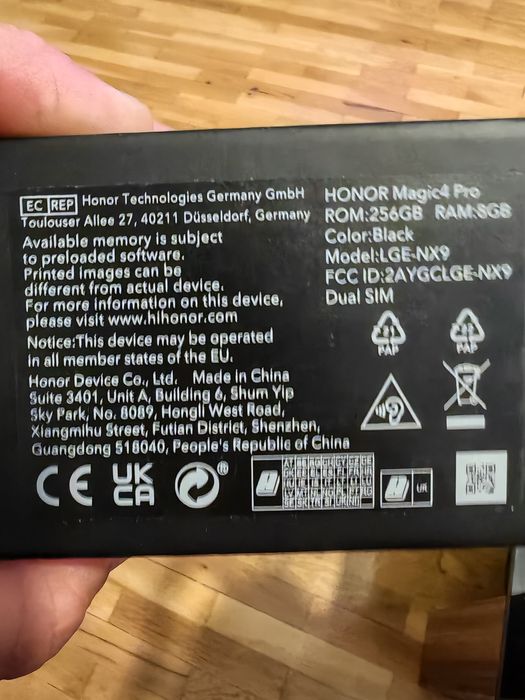 EC REP Honor Technologies Germany GmbH
Toulouser Allee 27, 40211 Düsseldorf, Germany
Available memory is subject
to preloaded software.
Printed images can be
different from actual device.
For more information on this device,
please visit www.hihonor.com
Notice:This device may be operated
in all member states of the EU.
Honor Device Co., Ltd. Made in China
Suite 3401, Unit A, Building 6, Shum Yip
Sky Park, No. 8089, Hongli West Road,
Xiangmihu Street, Futian District, Shenzhen,
Guangdong 518040, People's Republic of China
HONOR Magic4 Pro
ROM:256GB RAM:8GB
Color:Black
Model:LGE-NX9
FCC ID:2AYGCLGE-NX9
Dual SIM
21
PAP
22
PAP
CE UK
CA
®